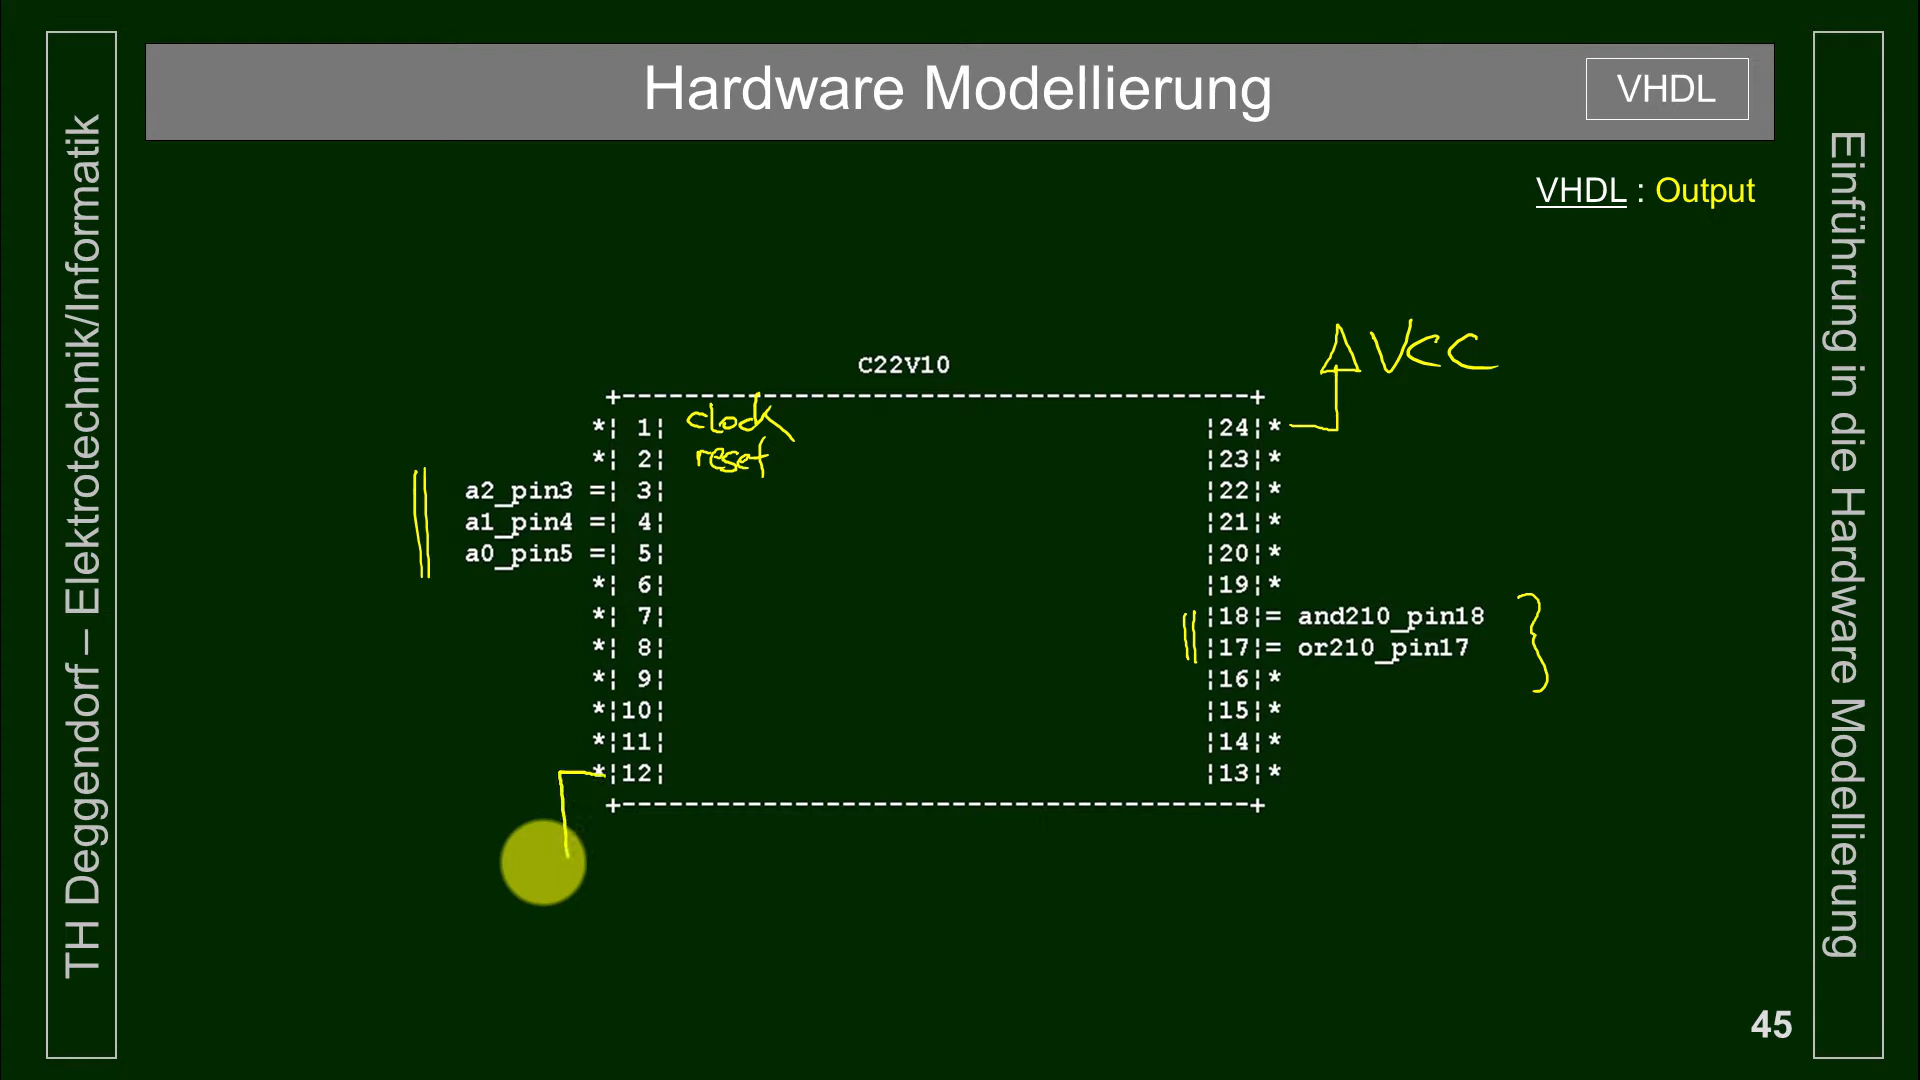 TH Deggendorf – Elektrotechnik/Informatik
Hardware Modellierung
VHDL
VHDL : Output
Einführung in die Hardware Modellierung
VCC
C22V10
+----------------------------------------+
*¦ 1¦ clock ¦24¦*
*¦ 2¦ reset ¦23¦*
a2_pin3 =¦ 3¦ ¦22¦*
a1_pin4 =¦ 4¦ ¦21¦*
a0_pin5 =¦ 5¦ ¦20¦*
*¦ 6¦ ¦19¦*
*¦ 7¦ ¦18¦= and210_pin18
*¦ 8¦ ¦17¦= or210_pin17
*¦ 9¦ ¦16¦*
*¦10¦ ¦15¦*
*¦11¦ ¦14¦*
*¦12¦ ¦13¦*
+----------------------------------------+
45